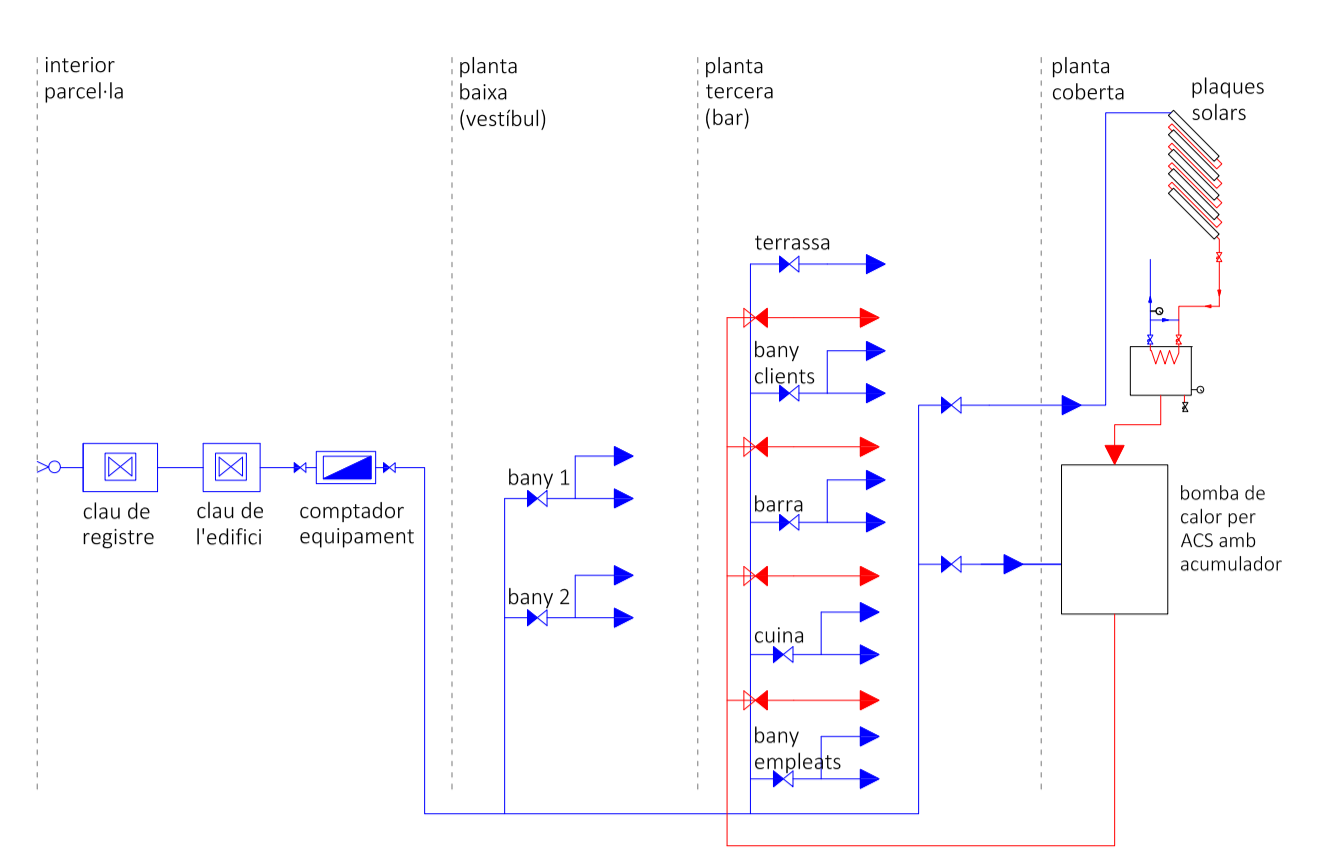 interior
parcel·la
planta
baixa
(vestíbul)
planta
tercera
(bar)
planta
coberta
plaques
solars
terrassa
bany
clients
barra
cuina
bany
empleats
bany 1
bany 2
clau de
registre
clau de
l'edifici
comptador
equipament
bomba de
calor per
ACS amb
acumulador